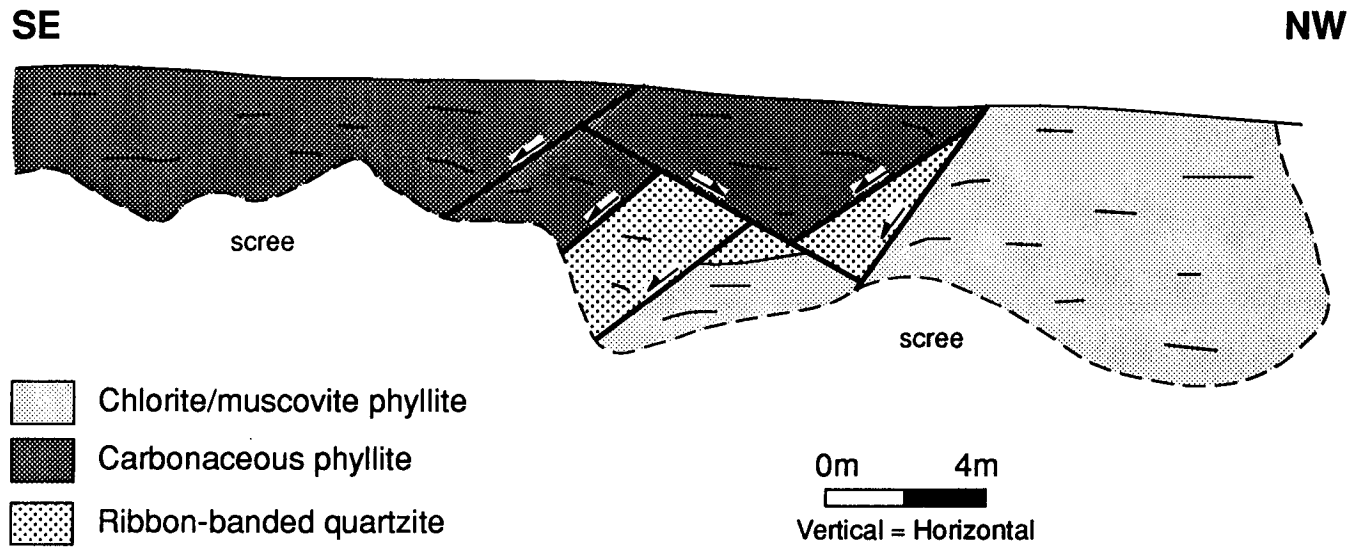 SE NW
scree
scree
Chlorite/muscovite phyllite
Carbonaceous phyllite
Ribbon-banded quartzite
0m 4m
Vertical = Horizontal